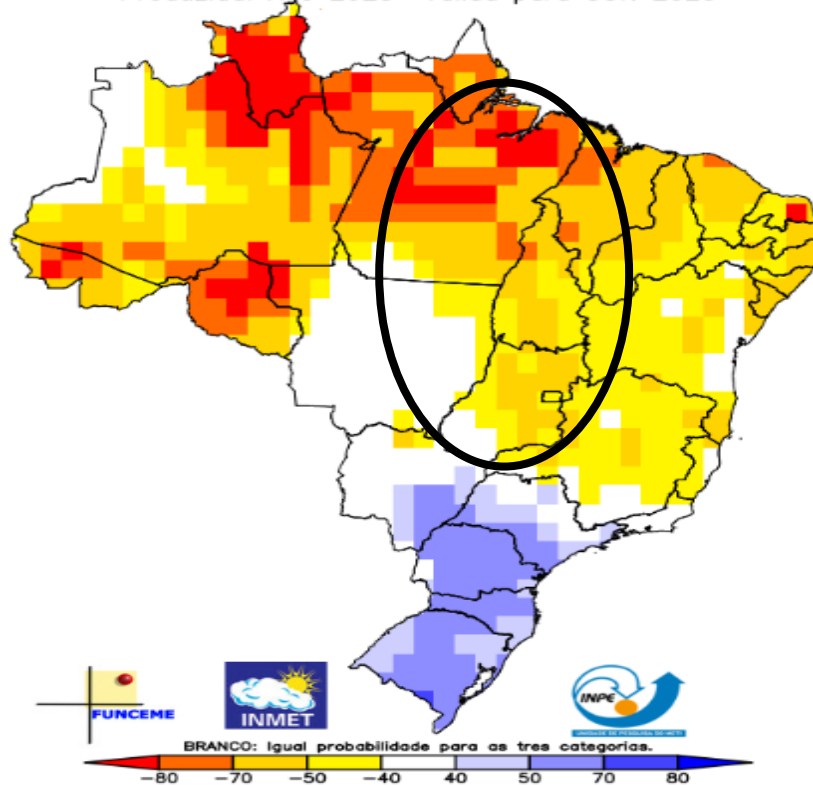 FUNCEME
INMET
INPE
BRANCO: Igual probabilidade para as tres categorias.
-80 -70 -50 -40 40 50 70 80